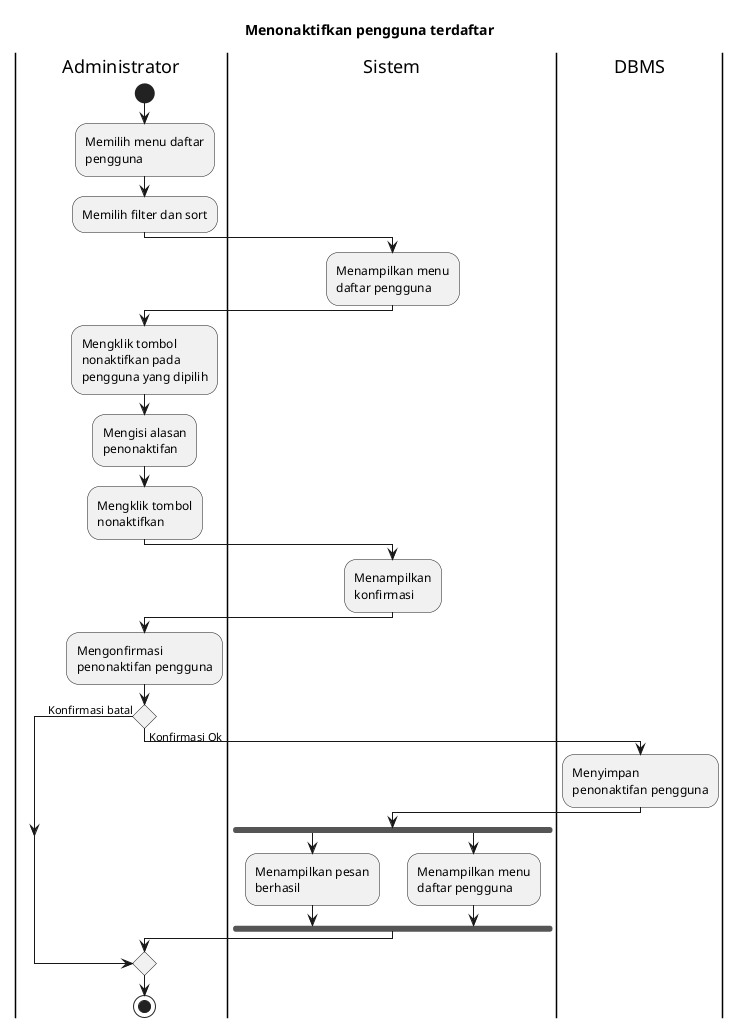 Menonaktifkan pengguna terdaftar
Administrator
Sistem
DBMS
Memilih menu daftar
pengguna
Memilih filter dan sort
Menampilkan menu
daftar pengguna
Mengklik tombol
nonaktifkan pada
pengguna yang dipilih
Mengisi alasan
penonaktifan
Mengklik tombol
nonaktifkan
Menampilkan
konfirmasi
Mengonfirmasi
penonaktifan pengguna
Konfirmasi batal
Konfirmasi Ok
Menyimpan
penonaktifan pengguna
Menampilkan pesan
berhasil
Menampilkan menu
daftar pengguna